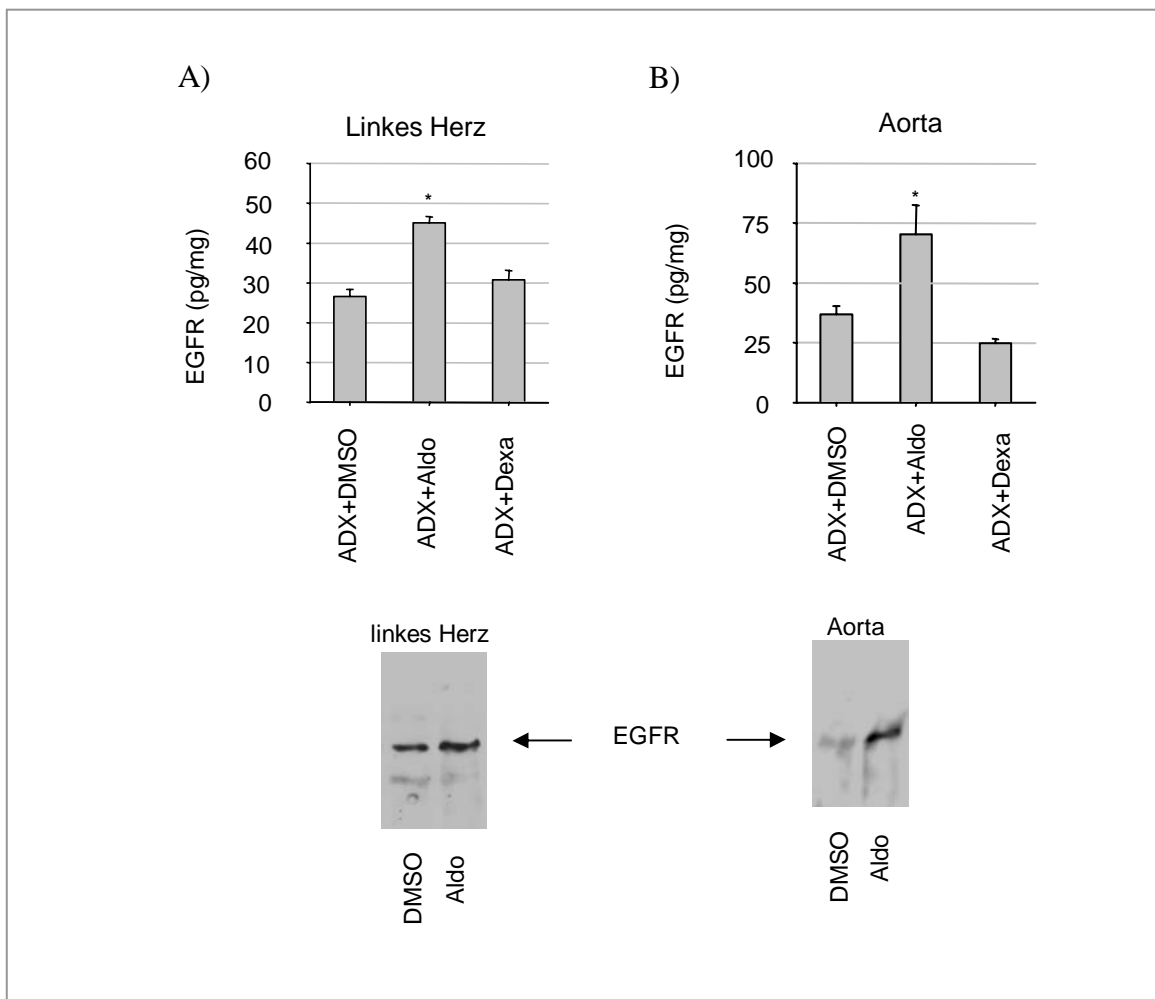 A)
Linkes Herz
60
50
40
30
20
10
0
EGFR (pg/mg)
*
ADX+DMSO
ADX+Aldo
ADX+Dexa
B)
Aorta
100
75
50
25
0
EGFR (pg/mg)
*
ADX+DMSO
ADX+Aldo
ADX+Dexa
linkes Herz
DMSO
Aldo
EGFR
Aorta
DMSO
Aldo